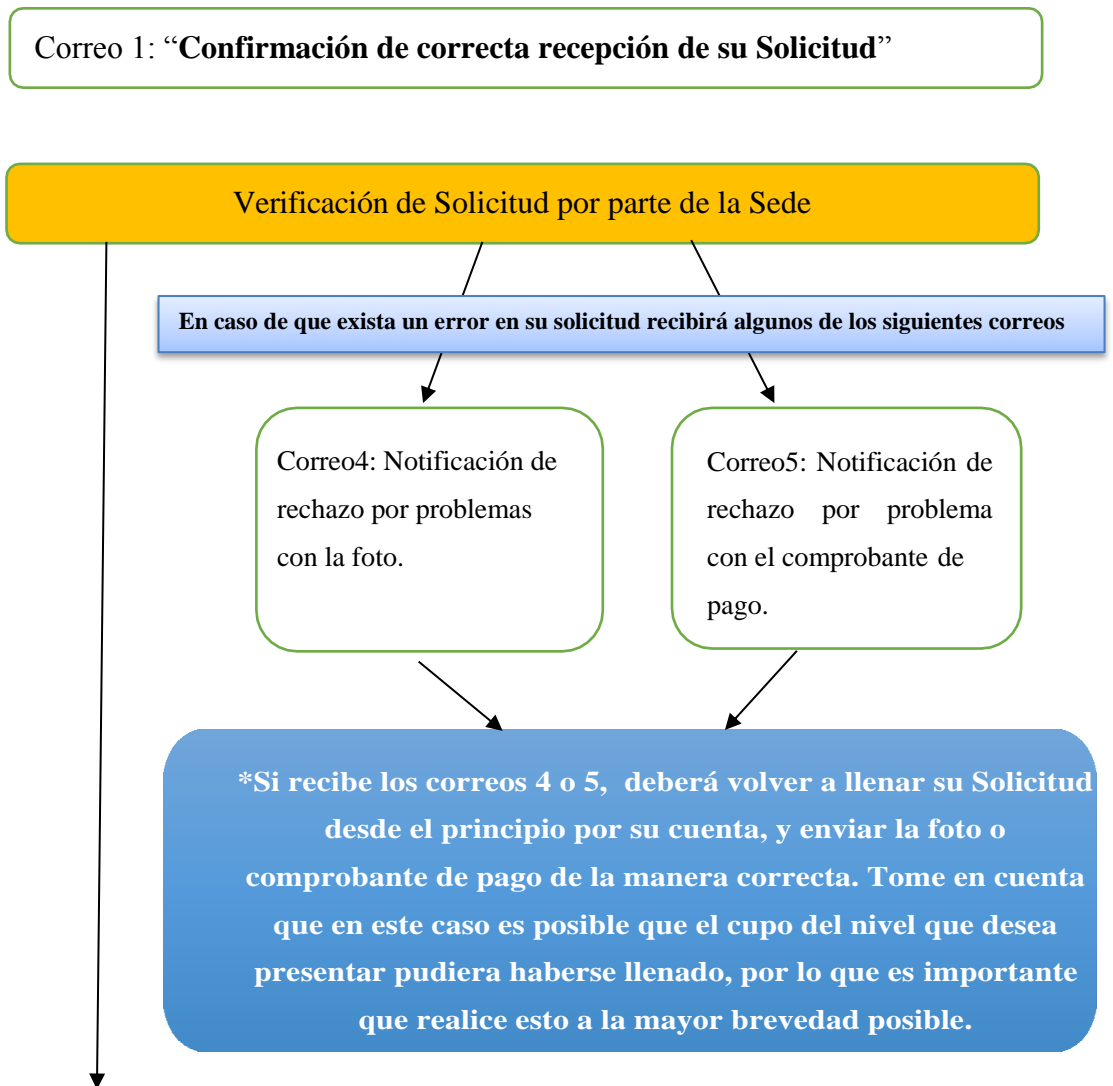 Correo 1: “Confirmación de correcta recepción de su Solicitud”
Verificación de Solicitud por parte de la Sede
En caso de que exista un error en su solicitud recibirá algunos de los siguientes correos
Correo4: Notificación de
rechazo por problemas
con la foto.
Correo5: Notificación de
rechazo por problema
con el comprobante de
pago.
*Si recibe los correos 4 o 5, deberá volver a llenar su Solicitud
desde el principio por su cuenta, y enviar la foto o
comprobante de pago de la manera correcta. Tome en cuenta
que en este caso es posible que el cupo del nivel que desea
presentar pudiera haberse llenado, por lo que es importante
que realice esto a la mayor brevedad posible.